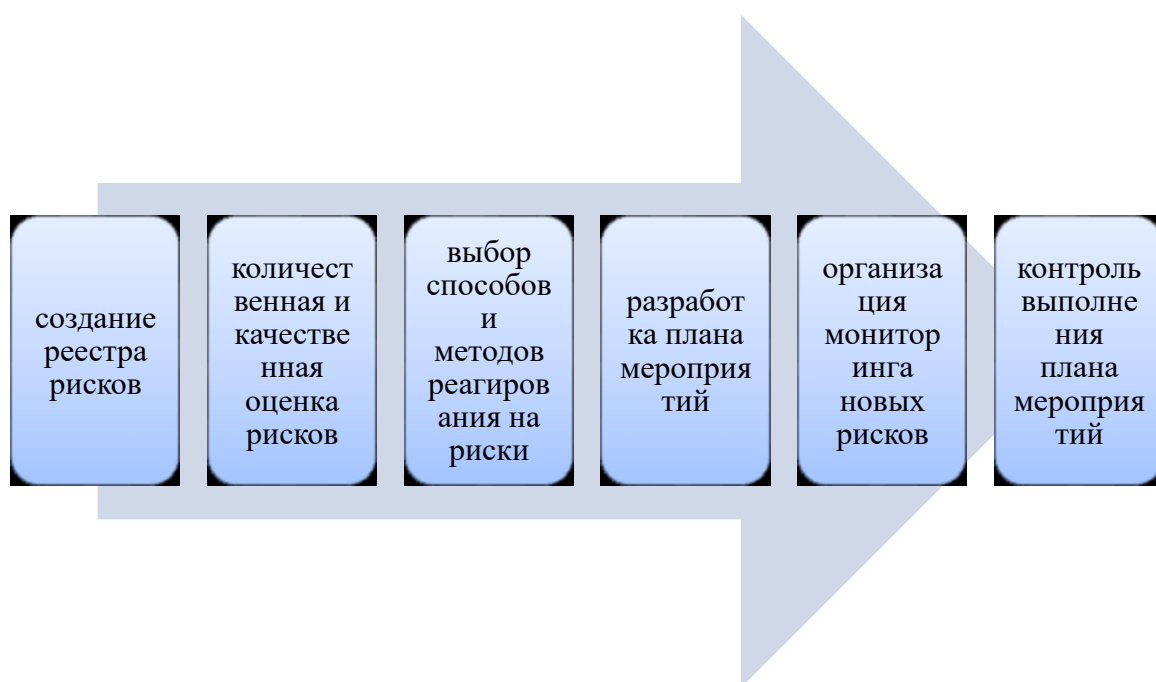 создание
реестра
рисков
количест
венная и
качестве
нная
оценка
рисков
выбор
способов
и
методов
реагиров
ания на
риски
разработ
ка плана
мероприя
тий
организа
ция
монитор
инга
новых
рисков
контроль
выполне
ния
плана
мероприя
тий